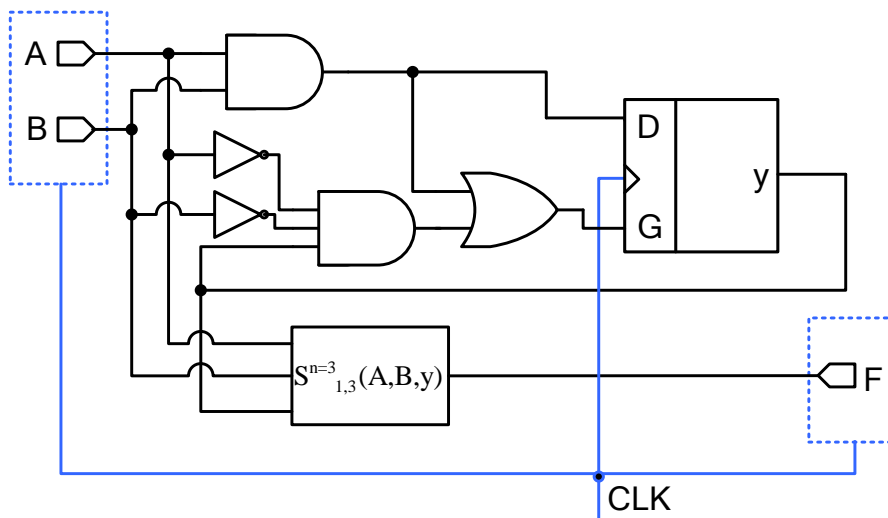 A
B
D
y
G
S^{n=3}_{1,3}(A,B,y)
F
CLK